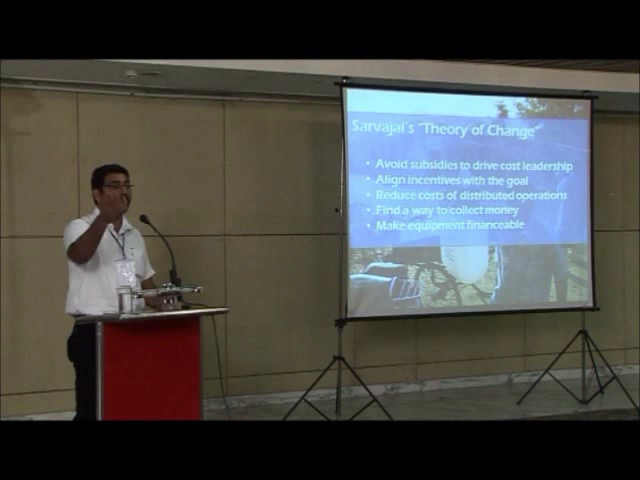 Sarvajal's "Theory of Change"
• Avoid subsidies to drive cost leadership
• Align incentives with the goal
• Reduce costs of distributed operations
• Find a way to collect money
• Make equipment financeable